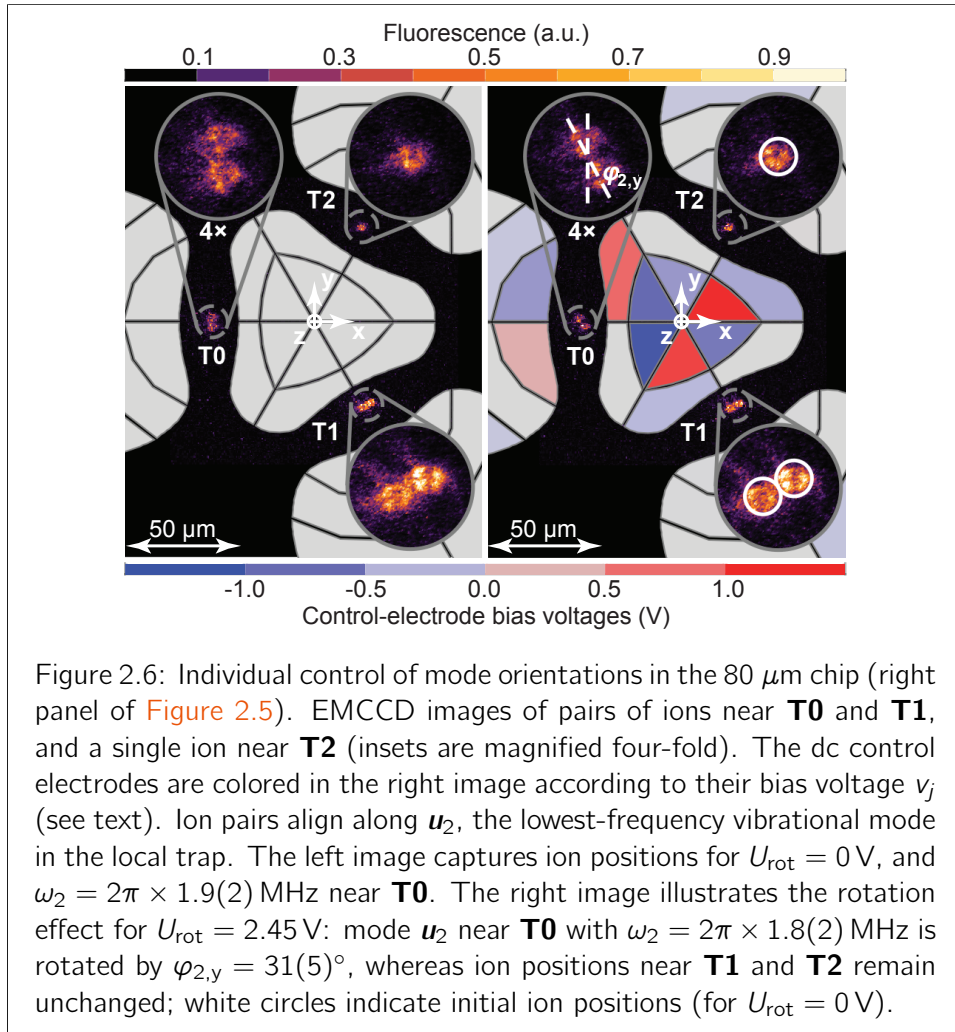 Fluorescence (a.u.)
0.1 0.3 0.5 0.7 0.9
T2 T2
φ2,y
4× 4×
y y
z x z x
T0 T0
T1 T1
50 μm 50 μm
-1.0 -0.5 0.0 0.5 1.0
Control-electrode bias voltages (V)
Figure 2.6: Individual control of mode orientations in the 80 μm chip (right
panel of Figure 2.5). EMCCD images of pairs of ions near T0 and T1,
and a single ion near T2 (insets are magnified four-fold). The dc control
electrodes are colored in the right image according to their bias voltage vj
(see text). Ion pairs align along u2, the lowest-frequency vibrational mode
in the local trap. The left image captures ion positions for Urot = 0 V, and
ω2 = 2π × 1.9(2) MHz near T0. The right image illustrates the rotation
effect for Urot = 2.45 V: mode u2 near T0 with ω2 = 2π × 1.8(2) MHz is
rotated by φ2,y = 31(5)°, whereas ion positions near T1 and T2 remain
unchanged; white circles indicate initial ion positions (for Urot = 0 V).